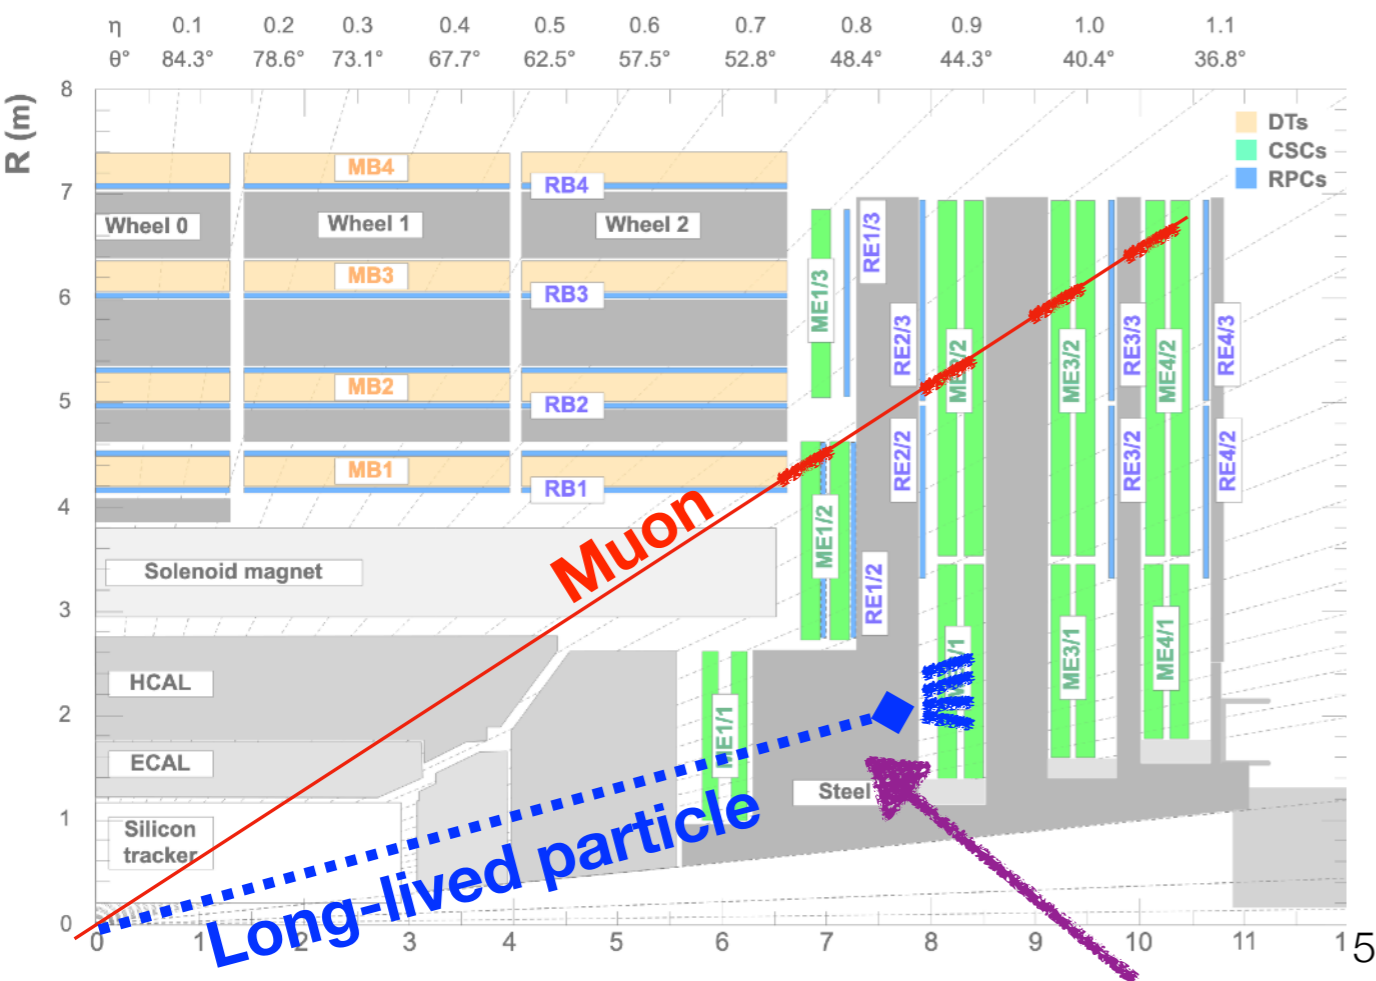 η 0.1 0.2 0.3 0.4 0.5 0.6 0.7 0.8 0.9 1.0 1.1
θ° 84.3° 78.6° 73.1° 67.7° 62.5° 57.5° 52.8° 48.4° 44.3° 40.4° 36.8°
R (m)
8
7
6
5
4
3
2
1
0
DTs
CSCs
RPCs
MB4
RB4
Wheel 0
Wheel 1
Wheel 2
MB3
RB3
MB2
RB2
MB1
RB1
Solenoid magnet
HCAL
ECAL
Silicon
tracker
Steel
ME1/3
RE1/3
RE2/3
ME3/2
RE3/3
ME4/2
RE4/3
ME1/2
RE2/2
RE3/2
RE4/2
RE1/2
ME1/1
/1
ME3/1
ME4/1
Muon
Long-lived particle
0 1 2 3 4 5 6 7 8 9 10 11 1
5